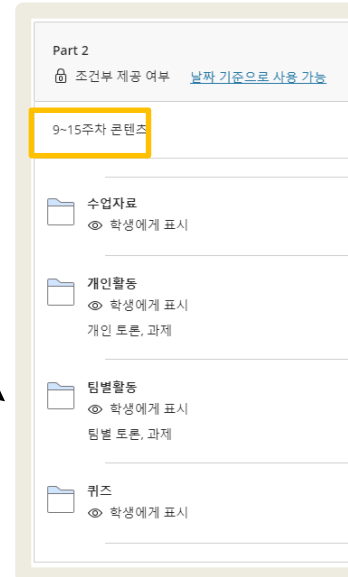 Part 2
조건부 제공 여부 날짜 기준으로 사용 가능
9~15주차 콘텐츠
수업자료
학생에게 표시
개인활동
학생에게 표시
개인 토론, 과제
팀별활동
학생에게 표시
팀별 토론, 과제
퀴즈
학생에게 표시